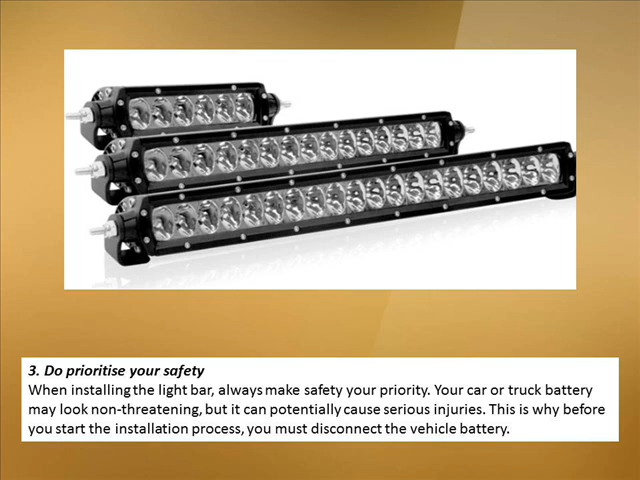 3. Do prioritise your safety
When installing the light bar, always make safety your priority. Your car or truck battery
may look non-threatening, but it can potentially cause serious injuries. This is why before
you start the installation process, you must disconnect the vehicle battery.